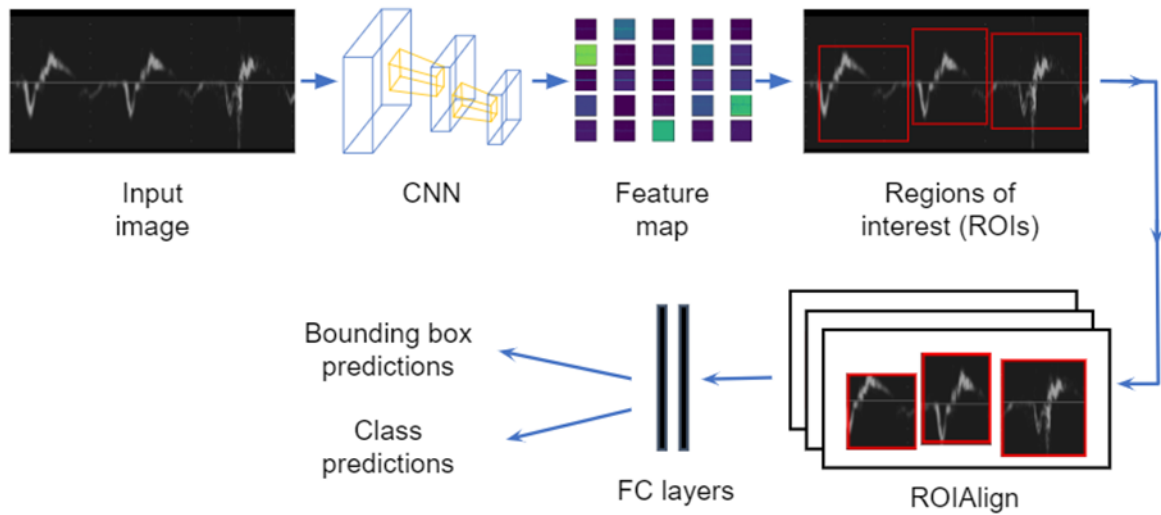 Input
image
CNN
Feature
map
Regions of
interest (ROIs)
Bounding box
predictions
Class
predictions
FC layers
ROIAlign